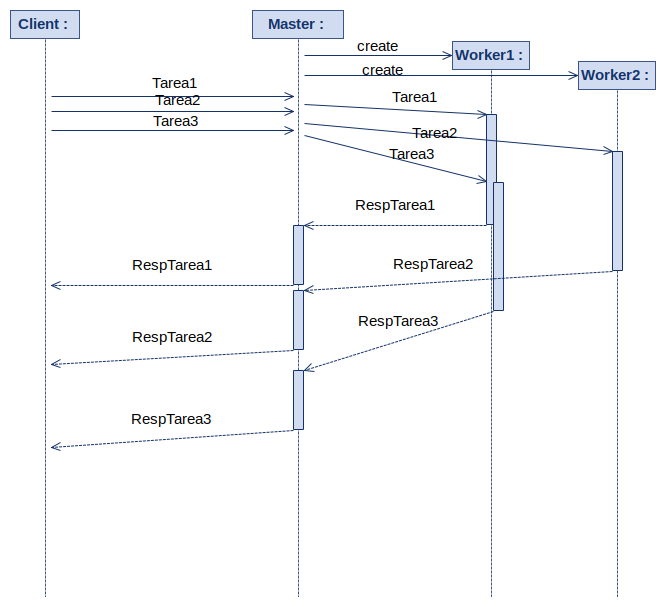 Client :
Master :
create
Worker1 :
create
Worker2 :
Tarea1
Tarea2
Tarea3
Tarea1
Tarea2
Tarea3
RespTarea1
RespTarea1
RespTarea2
RespTarea3
RespTarea2
RespTarea3